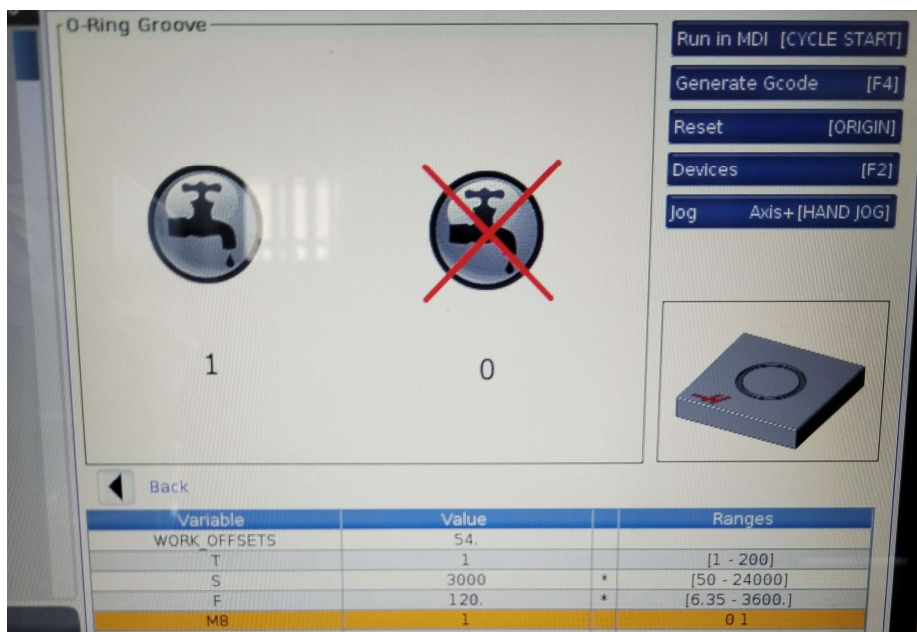 O-Ring Groove
Run in MDI [CYCLE START]
Generate Gcode [F4]
Reset [ORIGIN]
Devices [F2]
Jog Axis+[HAND JOG]
1 0
Back
Variable Value Ranges
WORK_OFFSETS 54.
T 1 [1 - 200]
S 3000 * [50 - 24000]
F 120. * [6.35 - 3600.]
M8 1 0 1